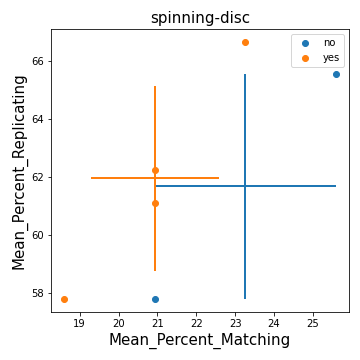 spinning-disc
no
yes
Mean_Percent_Replicating
66
64
62
60
58
19
20
21
22
23
24
25
Mean_Percent_Matching